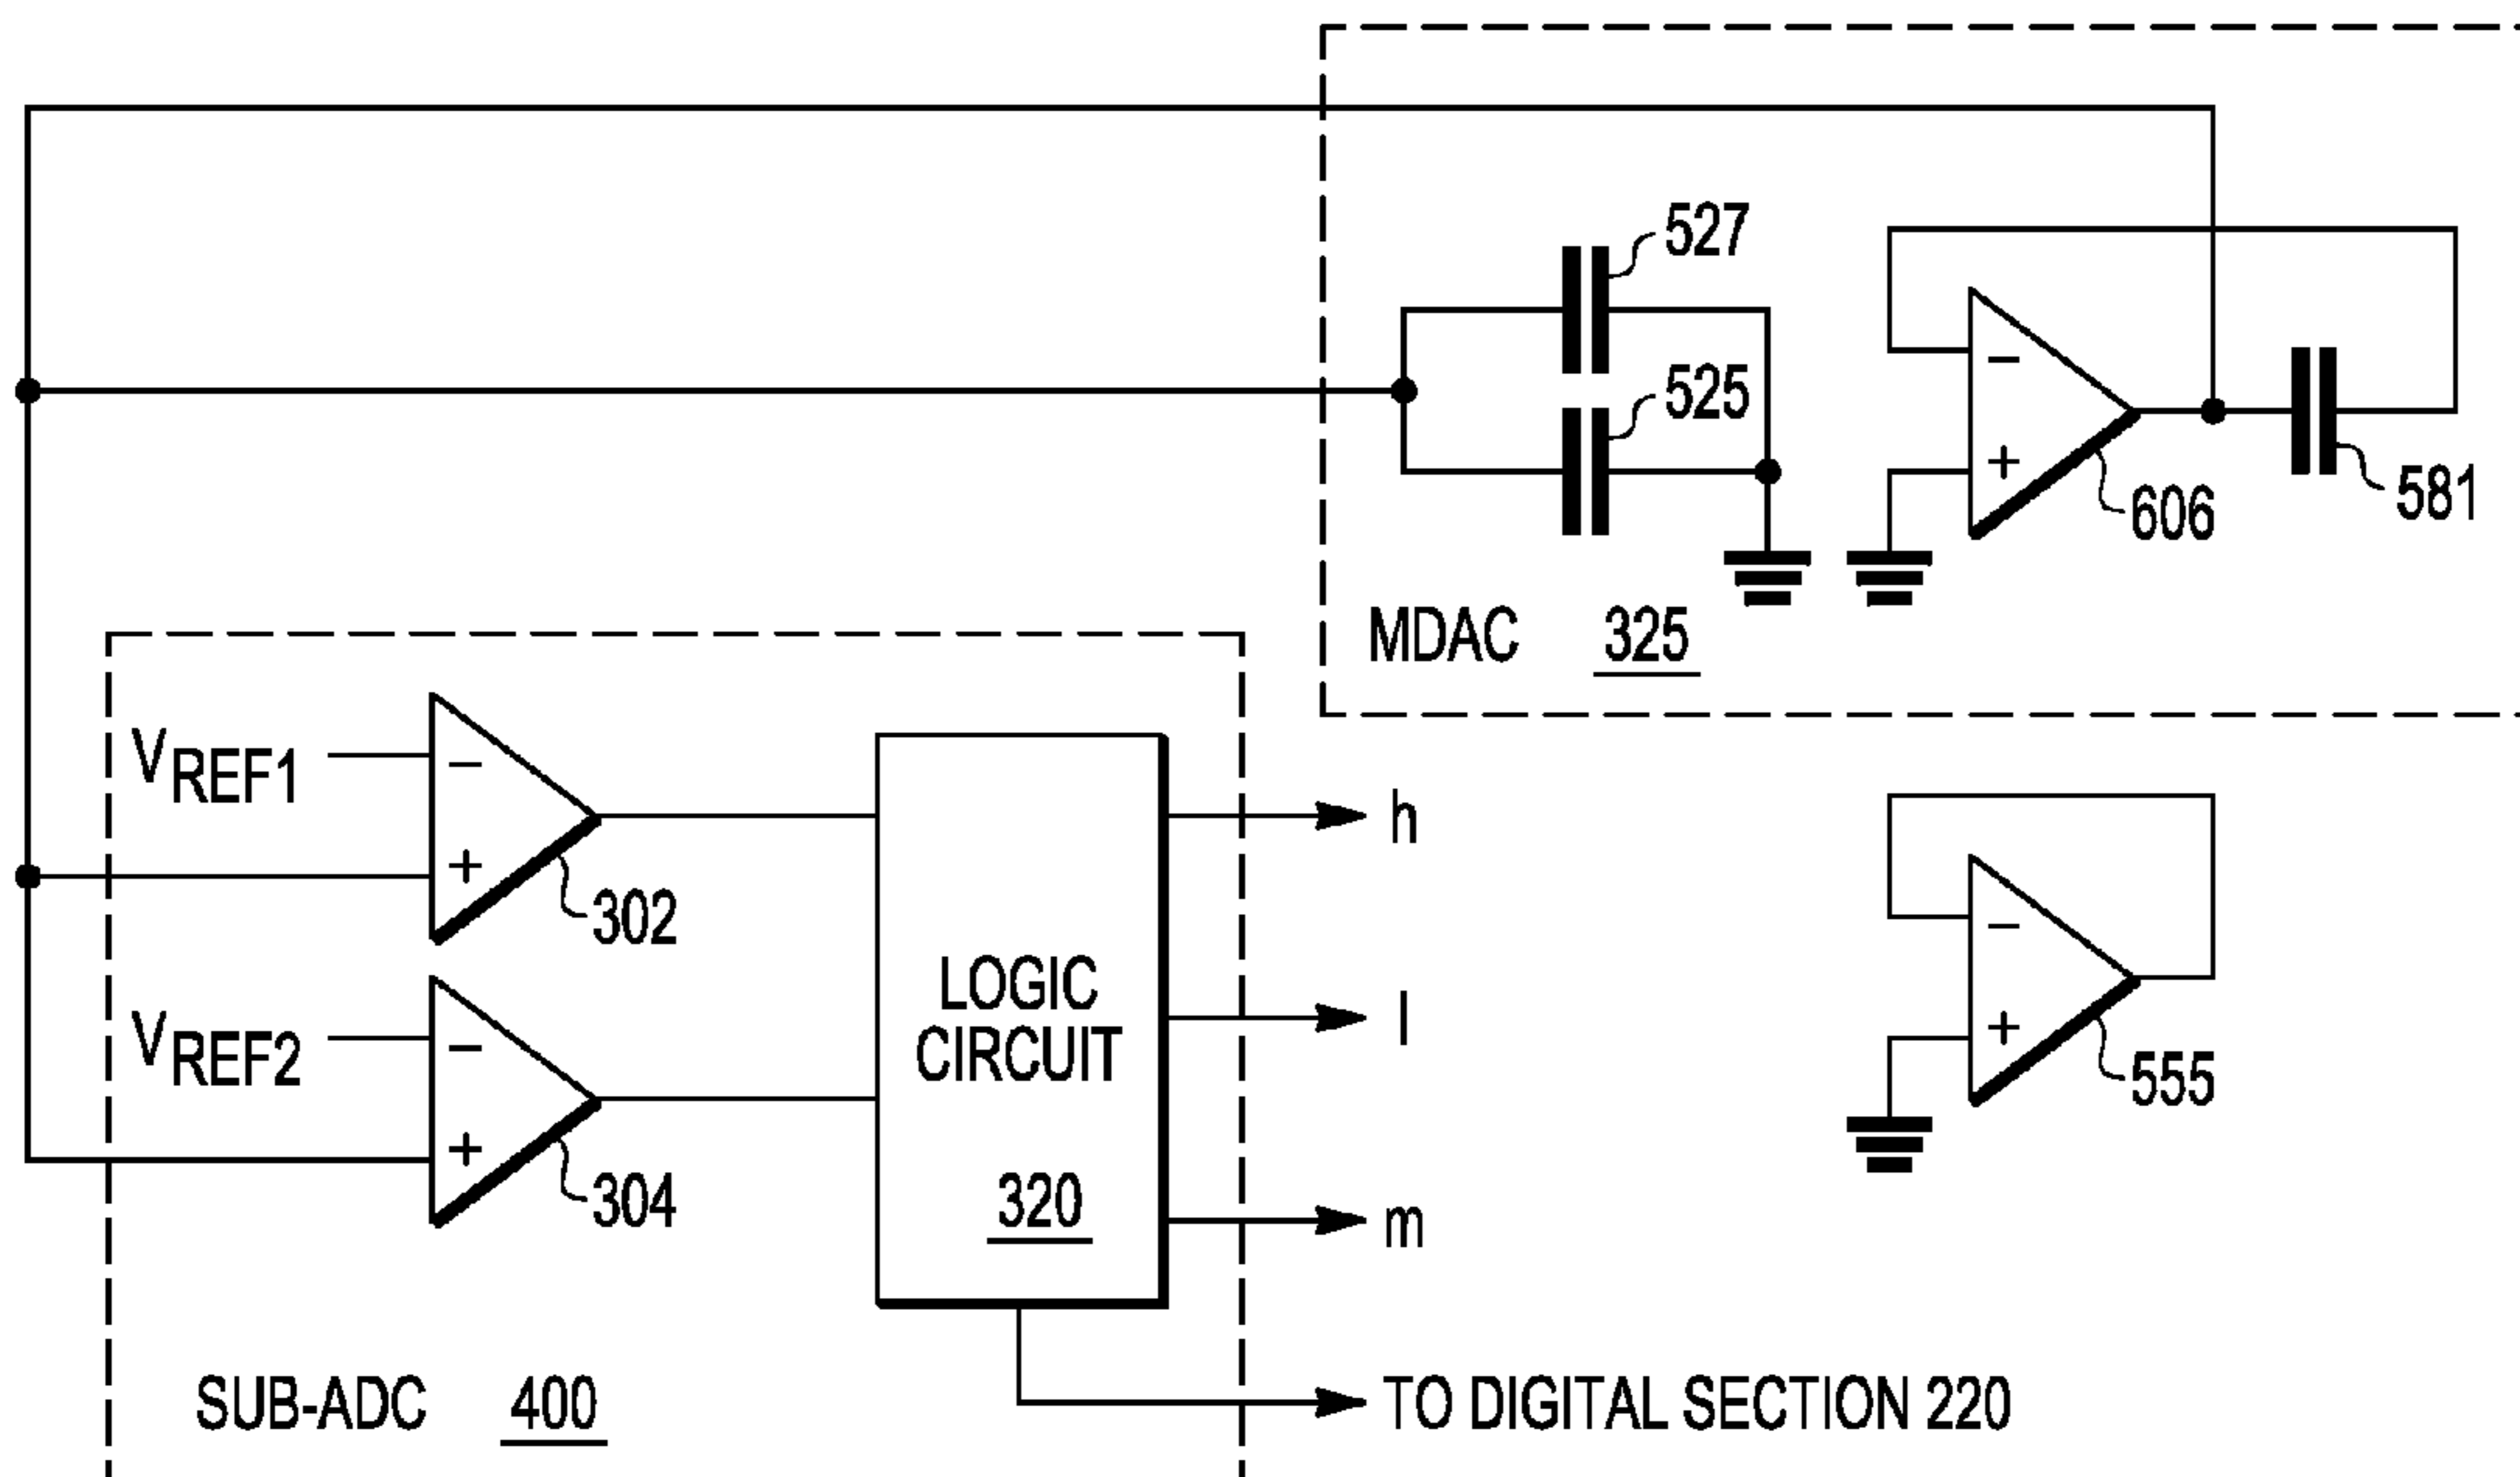 527
525
606
581
MDAC 325
VREF1
- +
302
VREF2
- +
304
LOGIC
CIRCUIT
320
h
l
m
- +
- +
555
SUB-ADC 400
TO DIGITAL SECTION 220